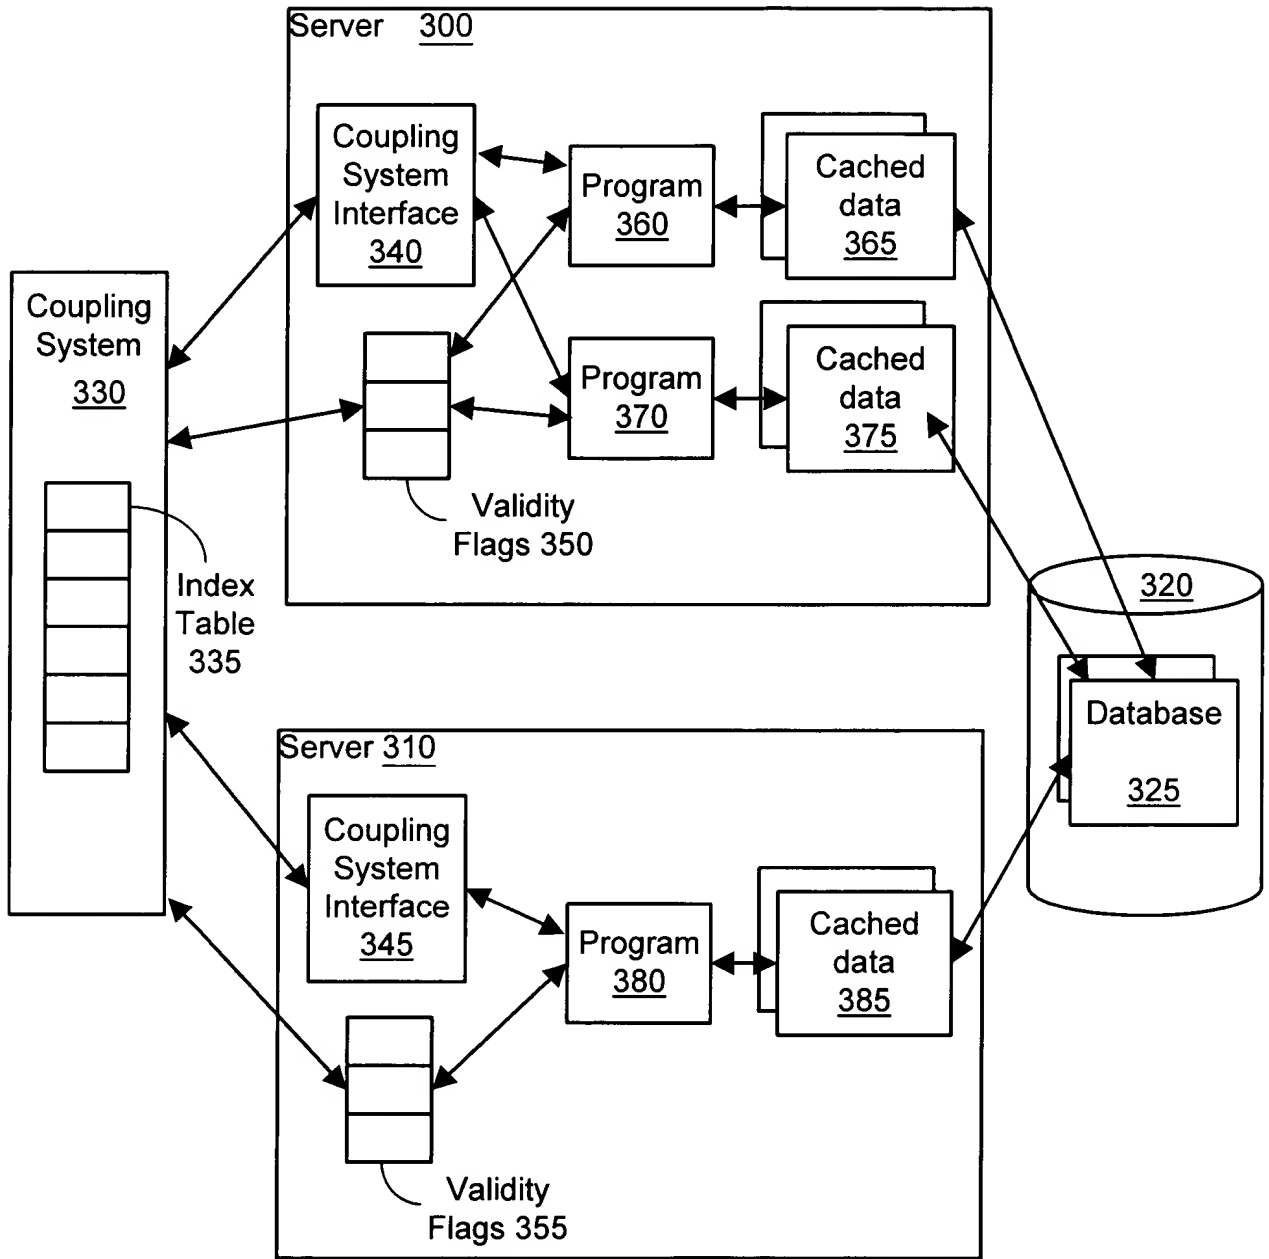 Server 300
Coupling
System
Interface
340
Program
360
Cached
data
365
Coupling
System
330
Program
370
Cached
data
375
Validity
Flags 350
Index
Table
335
320
Database
325
Server 310
Coupling
System
Interface
345
Program
380
Cached
data
385
Validity
Flags 355